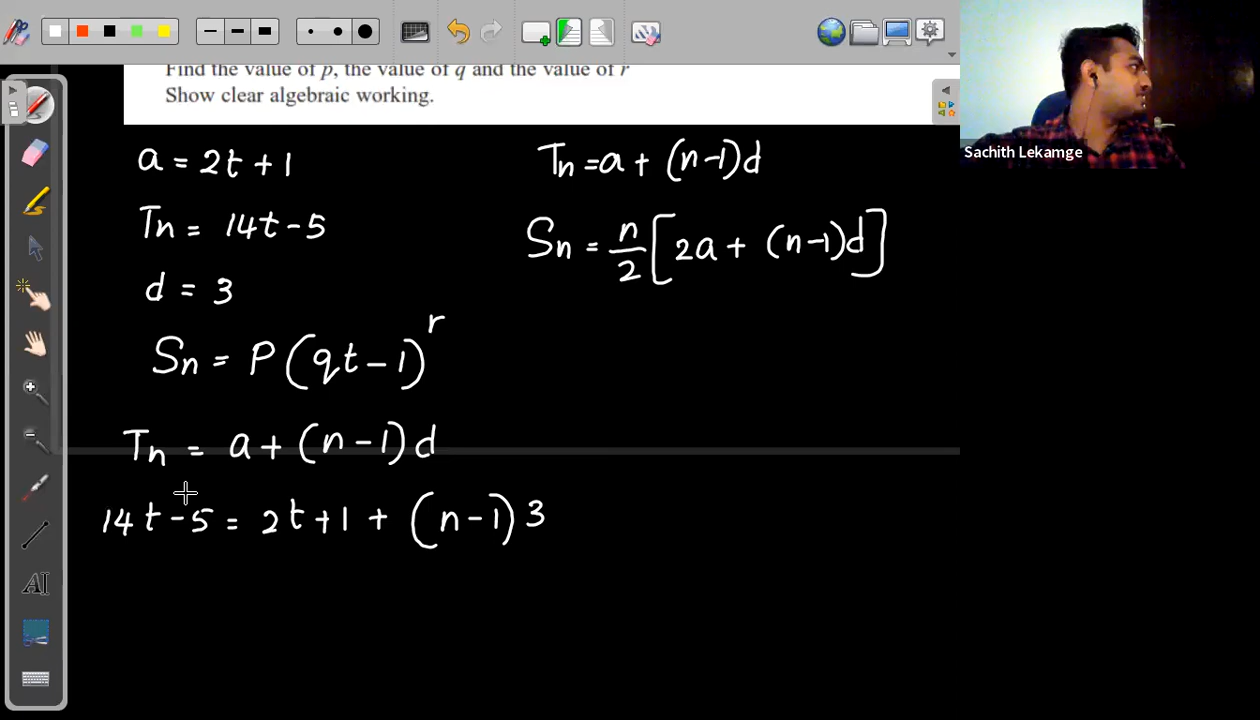 Find the value of p, the value of q and the value of r
Show clear algebraic working.
a = 2t + 1
Tn = 14t - 5
d = 3
Sn = P(qt - 1)^r
Tn = a + (n - 1)d
14t - 5 = 2t + 1 + (n - 1)3
Tn = a + (n - 1)d
Sn = n/2 [2a + (n - 1)d]
Sachith Lekamge
AI